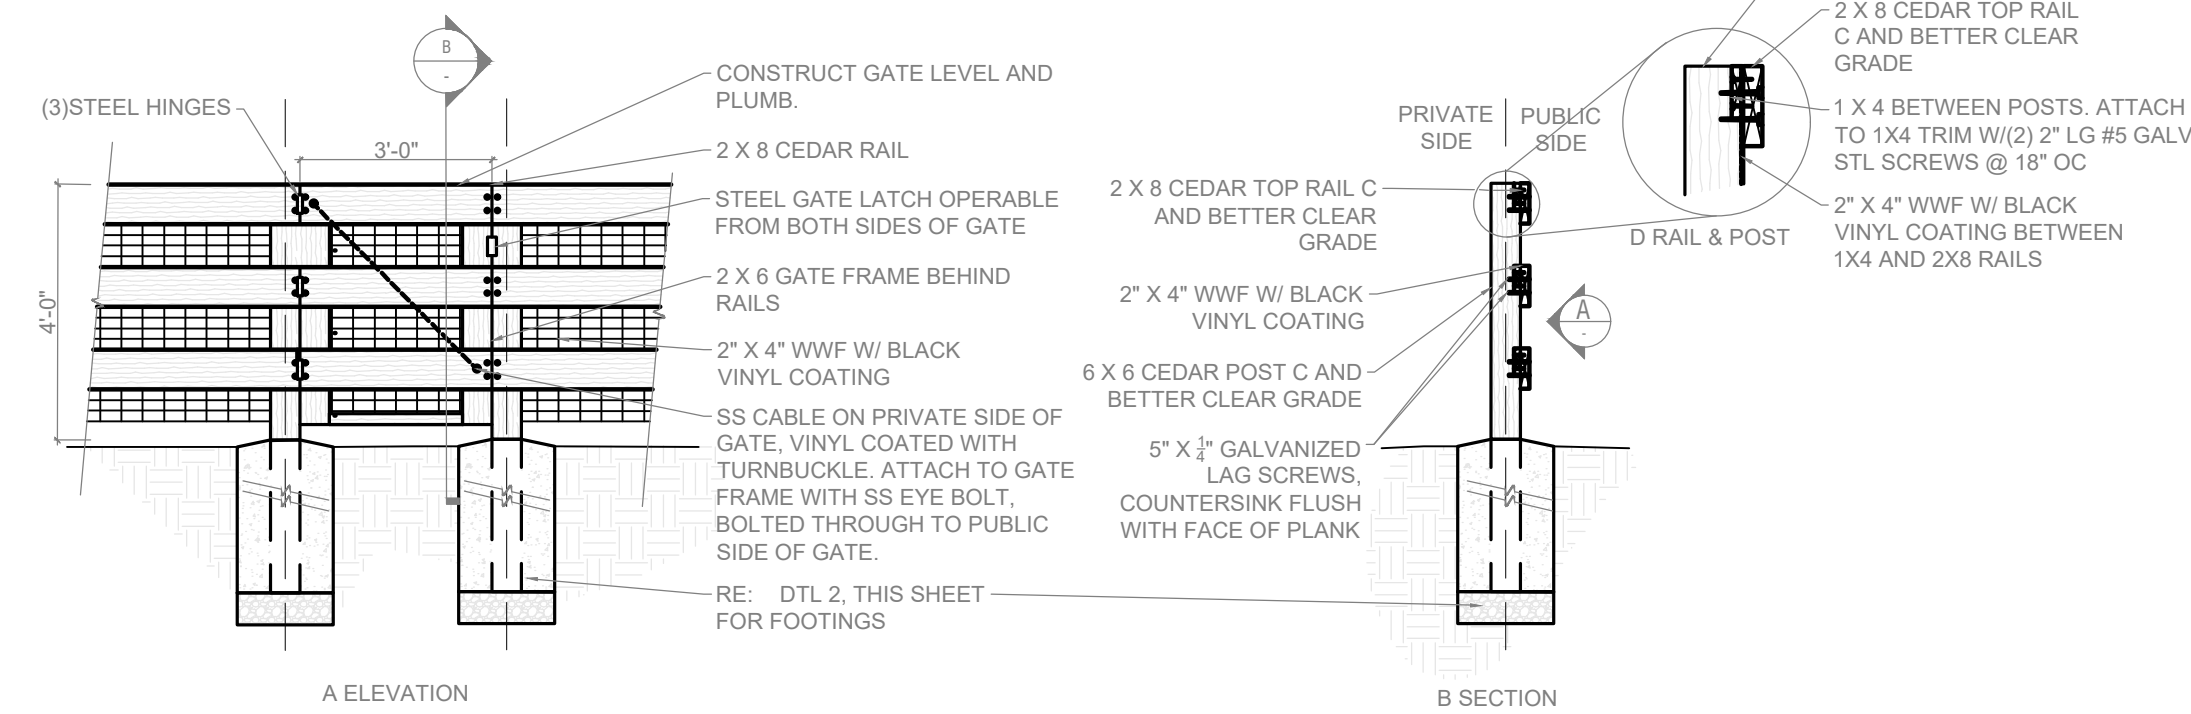 B
-
(3)STEEL HINGES
3'-0"
4'-0"
CONSTRUCT GATE LEVEL AND
PLUMB.
2 X 8 CEDAR RAIL
STEEL GATE LATCH OPERABLE
FROM BOTH SIDES OF GATE
2 X 6 GATE FRAME BEHIND
RAILS
2" X 4" WWF W/ BLACK
VINYL COATING
SS CABLE ON PRIVATE SIDE OF
GATE, VINYL COATED WITH
TURNBUCKLE. ATTACH TO GATE
FRAME WITH SS EYE BOLT,
BOLTED THROUGH TO PUBLIC
SIDE OF GATE.
RE: DTL 2, THIS SHEET
FOR FOOTINGS
A ELEVATION
PRIVATE
SIDE
PUBLIC
SIDE
2 X 8 CEDAR TOP RAIL C
AND BETTER CLEAR
GRADE
2" X 4" WWF W/ BLACK
VINYL COATING
6 X 6 CEDAR POST C AND
BETTER CLEAR GRADE
5" X 1/4" GALVANIZED
LAG SCREWS,
COUNTERSINK FLUSH
WITH FACE OF PLANK
A
-
B SECTION
2 X 8 CEDAR TOP RAIL
C AND BETTER CLEAR
GRADE
1 X 4 BETWEEN POSTS. ATTACH
TO 1X4 TRIM W/(2) 2" LG #5 GALV
STL SCREWS @ 18" OC
2" X 4" WWF W/ BLACK
VINYL COATING BETWEEN
1X4 AND 2X8 RAILS
D RAIL & POST